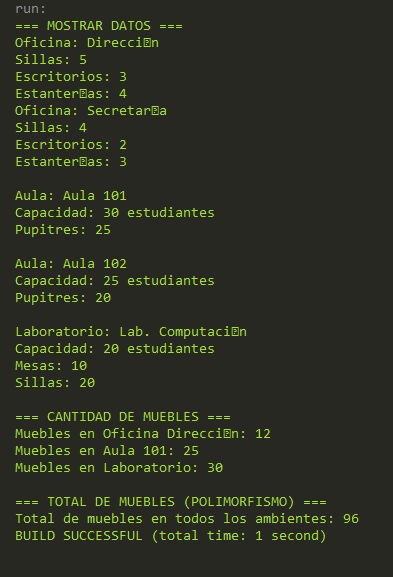 run:
=== MOSTRAR DATOS ===
Oficina: Direcci�n
Sillas: 5
Escritorios: 3
Estanter�as: 4
Oficina: Secretar�a
Sillas: 4
Escritorios: 2
Estanter�as: 3
Aula: Aula 101
Capacidad: 30 estudiantes
Pupitres: 25
Aula: Aula 102
Capacidad: 25 estudiantes
Pupitres: 20
Laboratorio: Lab. Computaci�n
Capacidad: 20 estudiantes
Mesas: 10
Sillas: 20
=== CANTIDAD DE MUEBLES ===
Muebles en Oficina Direcci�n: 12
Muebles en Aula 101: 25
Muebles en Laboratorio: 30
=== TOTAL DE MUEBLES (POLIMORFISMO) ===
Total de muebles en todos los ambientes: 96
BUILD SUCCESSFUL (total time: 1 second)